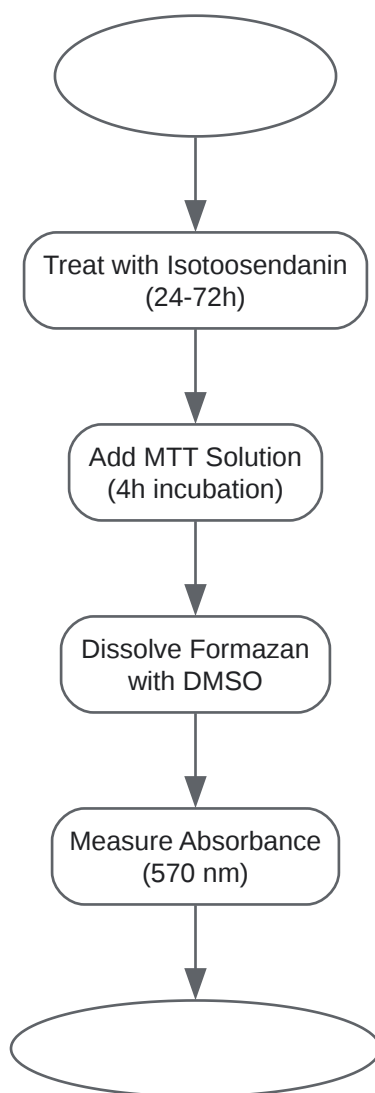 Treat with Isotoosendanin
(24-72h)
Add MTT Solution
(4h incubation)
Dissolve Formazan
with DMSO
Measure Absorbance
(570 nm)